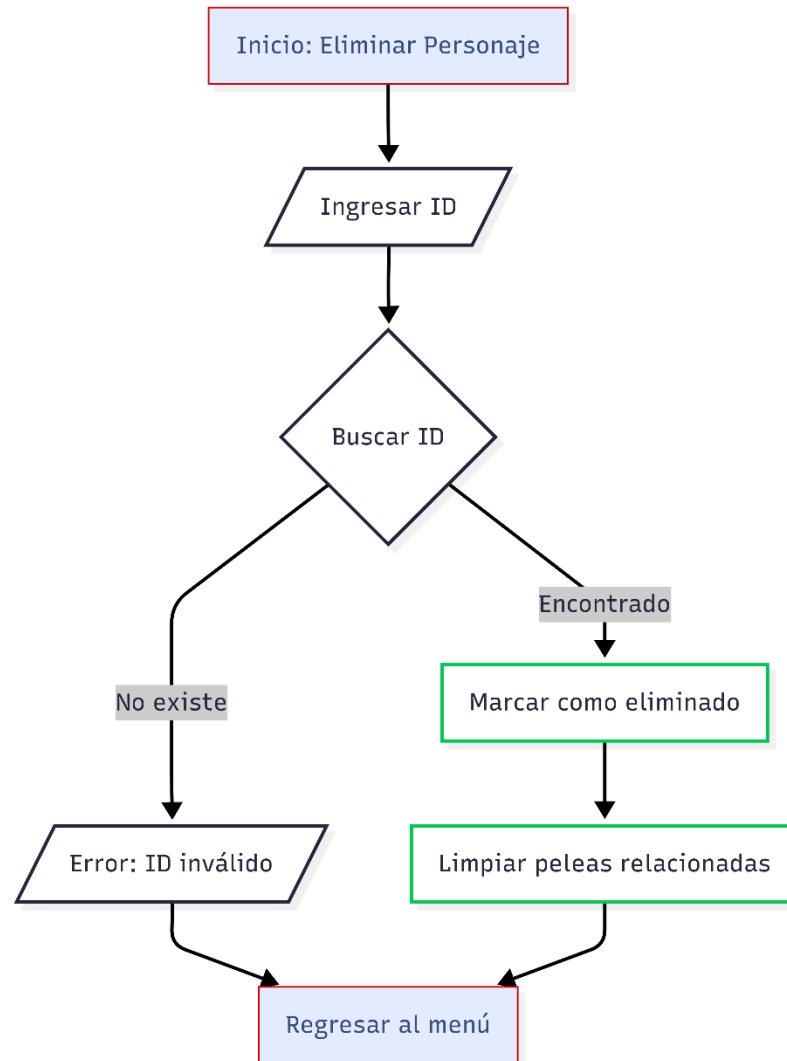 Inicio: Eliminar Personaje
Ingresar ID
Buscar ID
Encontrado
No existe
Marcar como eliminado
Error: ID inválido
Limpiar peleas relacionadas
Regresar al menú